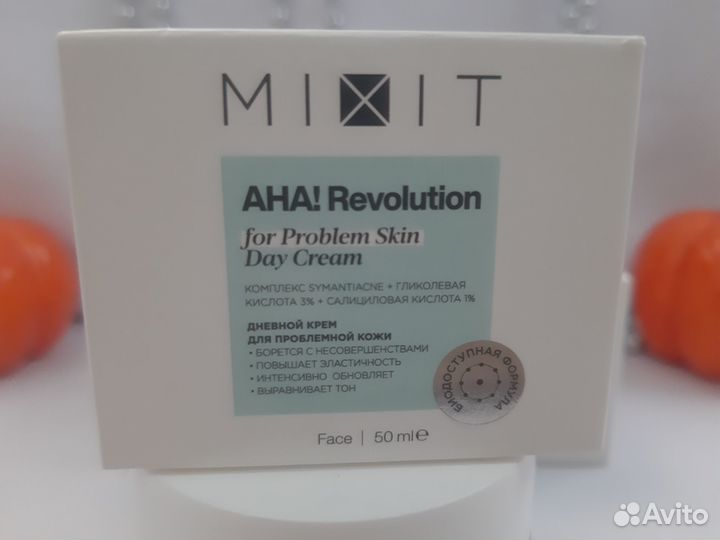 MIXIT
AHA! Revolution
for Problem Skin
Day Cream
КОМПЛЕКС SYMANTIACNE + ГЛИКОЛЕВАЯ
КИСЛОТА 3% + САЛИЦИЛОВАЯ КИСЛОТА 1%
ДНЕВНОЙ КРЕМ
ДЛЯ ПРОБЛЕМНОЙ КОЖИ
• БОРЕТСЯ С НЕСОВЕРШЕНСТВАМИ
• ПОВЫШАЕТ ЭЛАСТИЧНОСТЬ
• ИНТЕНСИВНО ОБНОВЛЯЕТ
• ВЫРАВНИВАЕТ ТОН
БИОДОСТУПНАЯ ФОРМУЛА
Face | 50 ml℮
Avito